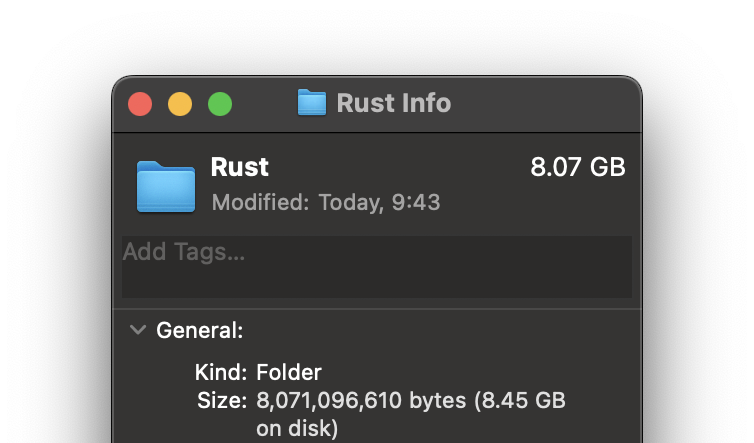 Rust Info
Rust 8.07 GB
Modified: Today, 9:43
Add Tags...
General:
Kind: Folder
Size: 8,071,096,610 bytes (8.45 GB
on disk)